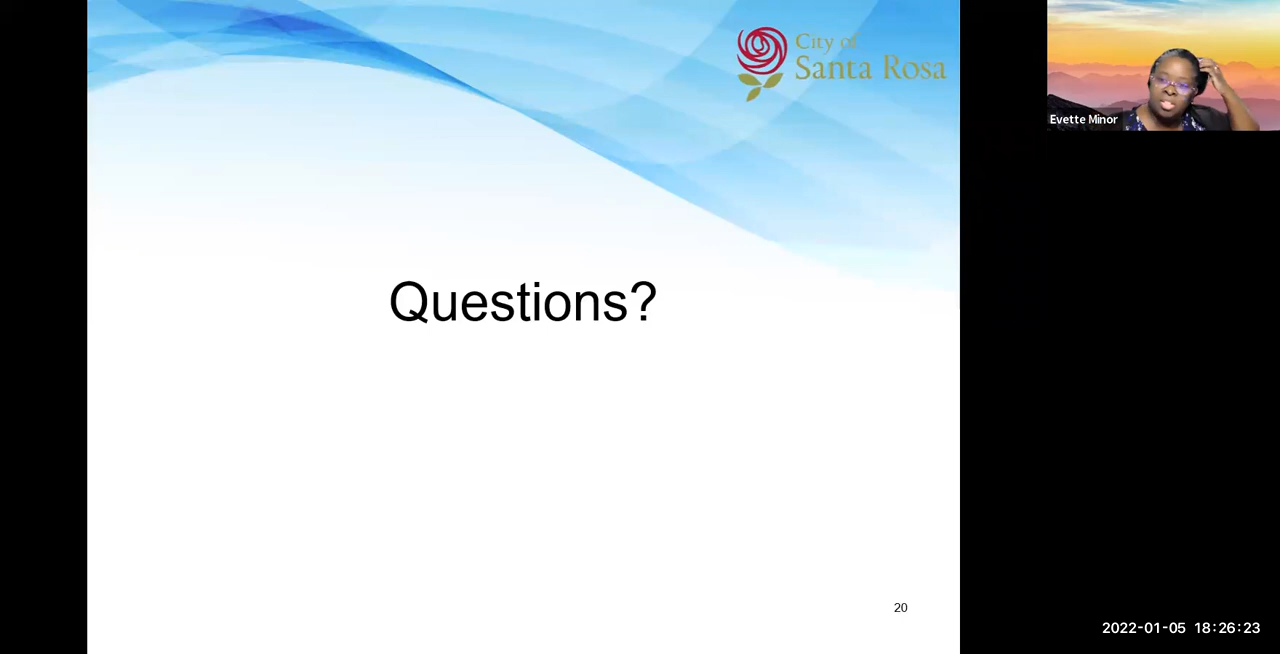 City of
Santa Rosa
Evette Minor
Questions?
20
2022-01-05 18:26:23